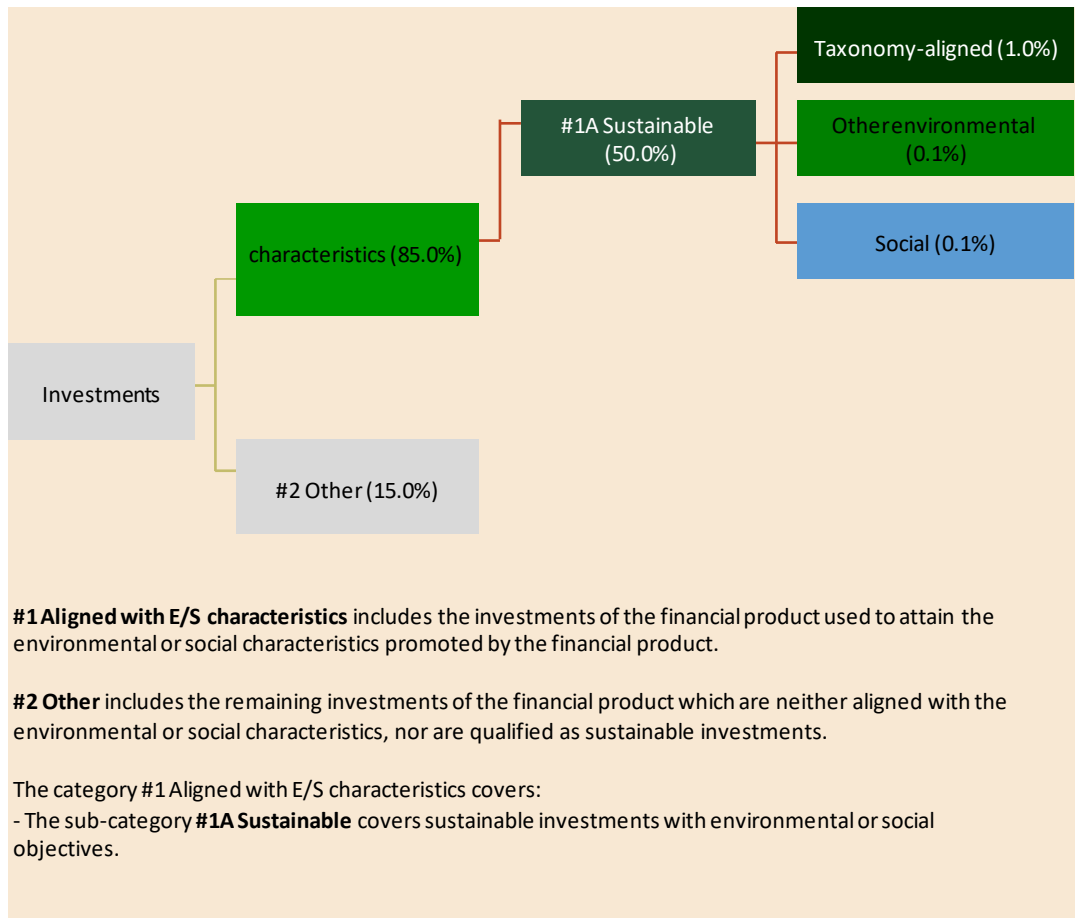 Taxonomy-aligned (1.0%)
#1A Sustainable
(50.0%)
Other environmental
(0.1%)
characteristics (85.0%)
Social (0.1%)
Investments
#2 Other (15.0%)
#1 Aligned with E/S characteristics includes the investments of the financial product used to attain the
environmental or social characteristics promoted by the financial product.
#2 Other includes the remaining investments of the financial product which are neither aligned with the
environmental or social characteristics, nor are qualified as sustainable investments.
The category #1 Aligned with E/S characteristics covers:
- The sub-category #1A Sustainable covers sustainable investments with environmental or social
objectives.